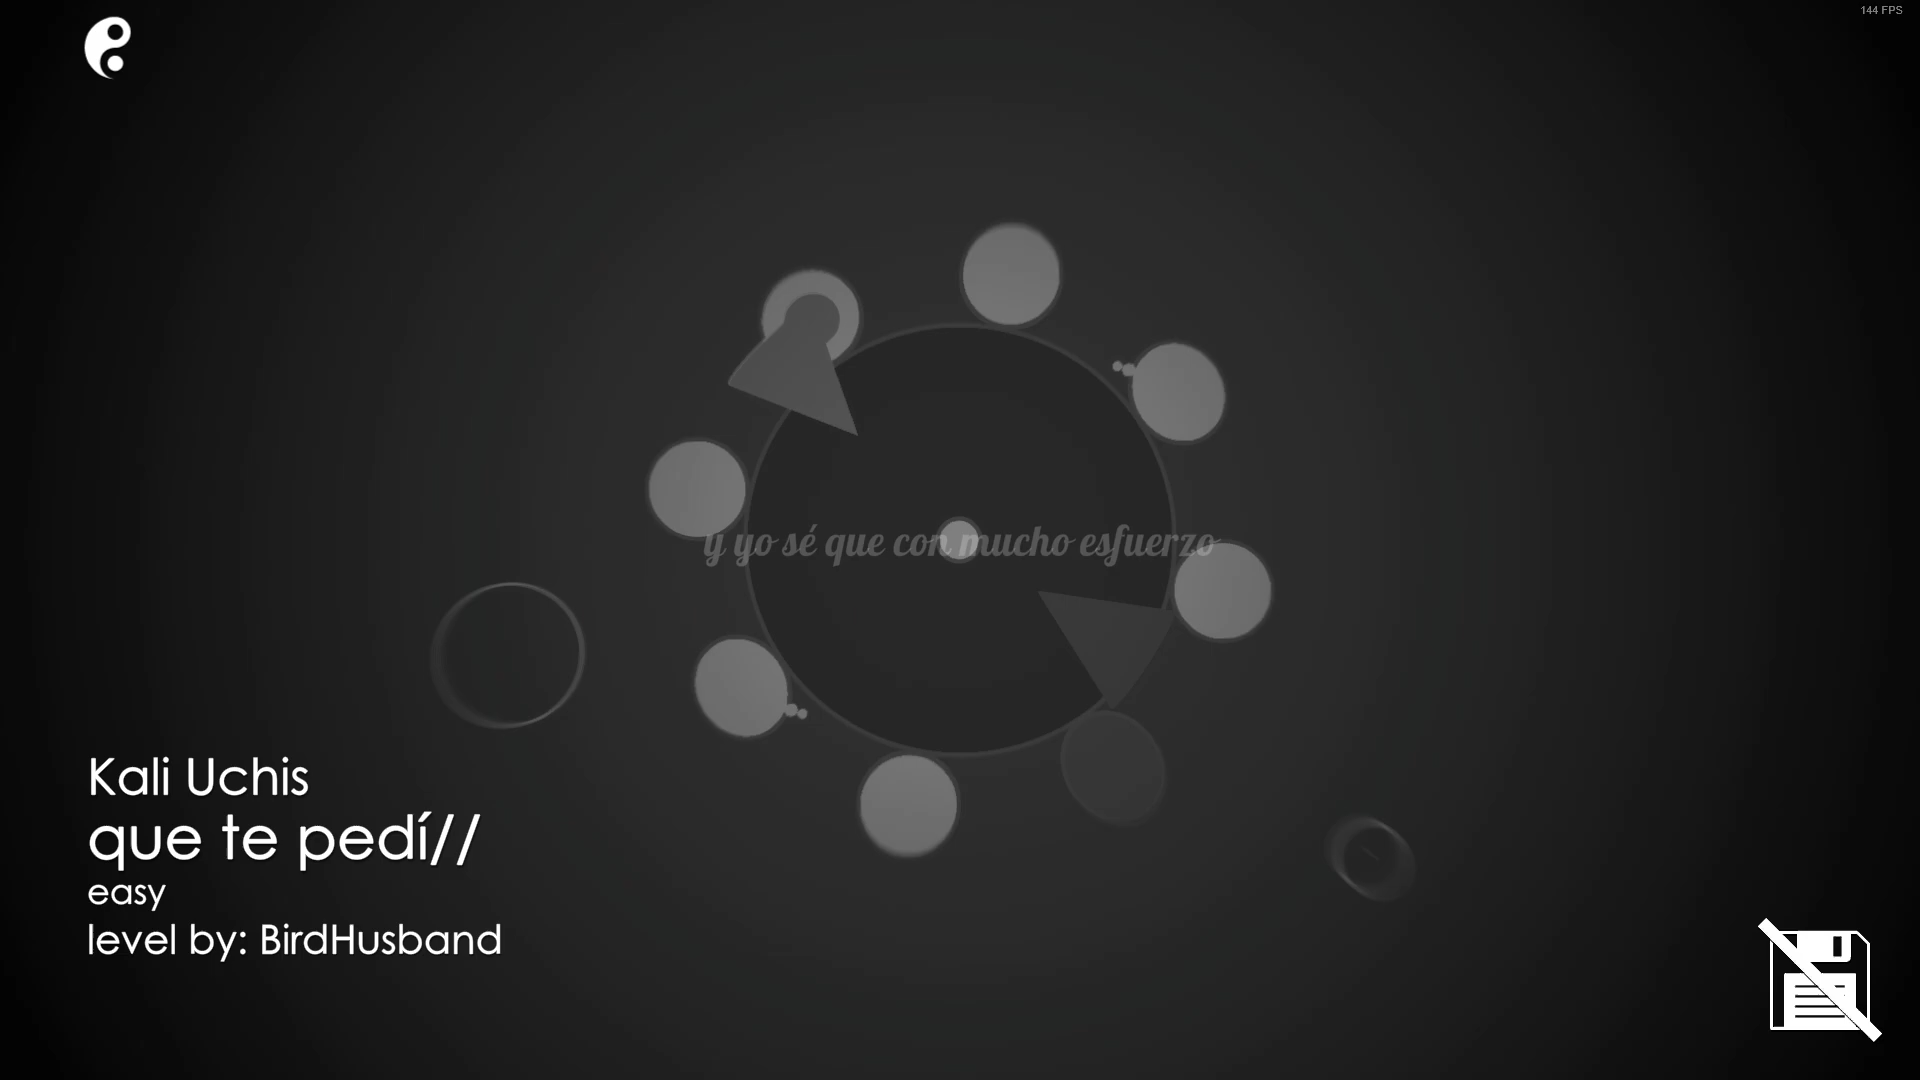 144 FPS
y yo sé que con mucho esfuerzo
Kali Uchis
que te pedí//
easy
level by: BirdHusband